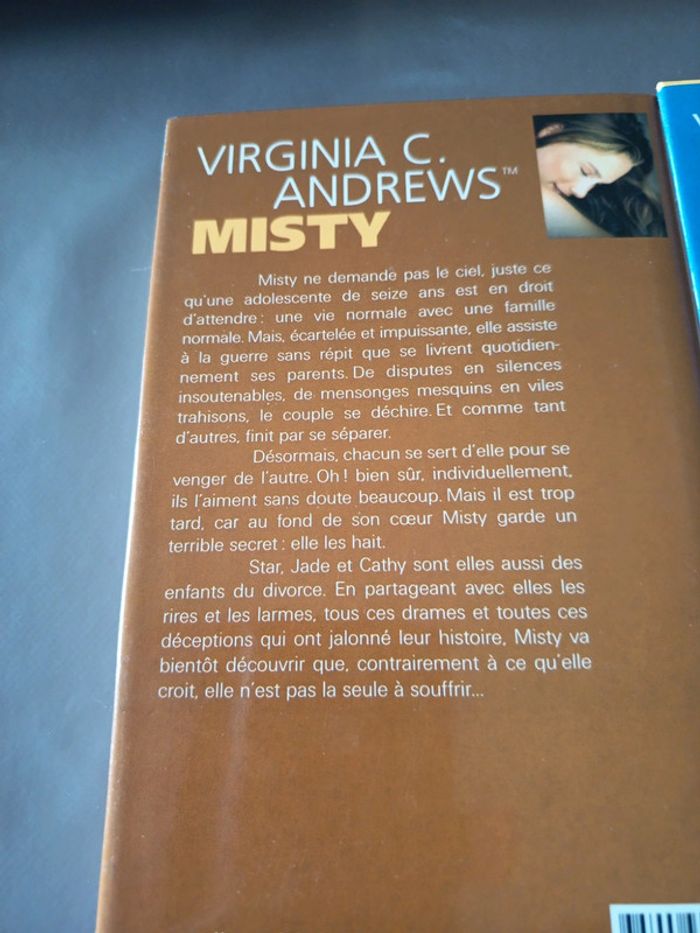 VIRGINIA C.
ANDREWS™
MISTY
Misty ne demande pas le ciel, juste ce
qu'une adolescente de seize ans est en droit
d'attendre : une vie normale avec une famille
normale. Mais, écartelée et impuissante, elle assiste
à la guerre sans répit que se livrent quotidien-
nement ses parents. De disputes en silences
insoutenables, de mensonges mesquins en viles
trahisons, le couple se déchire. Et comme tant
d'autres, finit par se séparer.
Désormais, chacun se sert d'elle pour se
venger de l'autre. Oh ! bien sûr, individuellement,
ils l'aiment sans doute beaucoup. Mais il est trop
tard, car au fond de son cœur Misty garde un
terrible secret : elle les hait.
Star, Jade et Cathy sont elles aussi des
enfants du divorce. En partageant avec elles les
rires et les larmes, tous ces drames et toutes ces
déceptions qui ont jalonné leur histoire, Misty va
bientôt découvrir que, contrairement à ce qu'elle
croit, elle n'est pas la seule à souffrir...